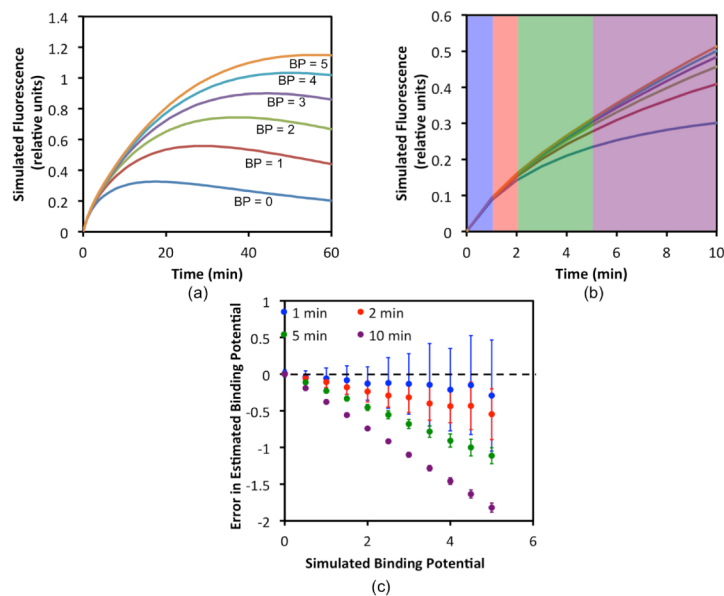 Simulated Fluorescence
(relative units)
1.4
1.2
1
0.8
0.6
0.4
0.2
0
BP = 5
BP = 4
BP = 3
BP = 2
BP = 1
BP = 0
0 20 40 60
Time (min)
(a)
Simulated Fluorescence
(relative units)
0.6
0.5
0.4
0.3
0.2
0.1
0
0 2 4 6 8 10
Time (min)
(b)
Error in Estimated Binding Potential
1
0.5
0
-0.5
-1
-1.5
-2
1 min 2 min
5 min 10 min
0 2 4 6
Simulated Binding Potential
(c)